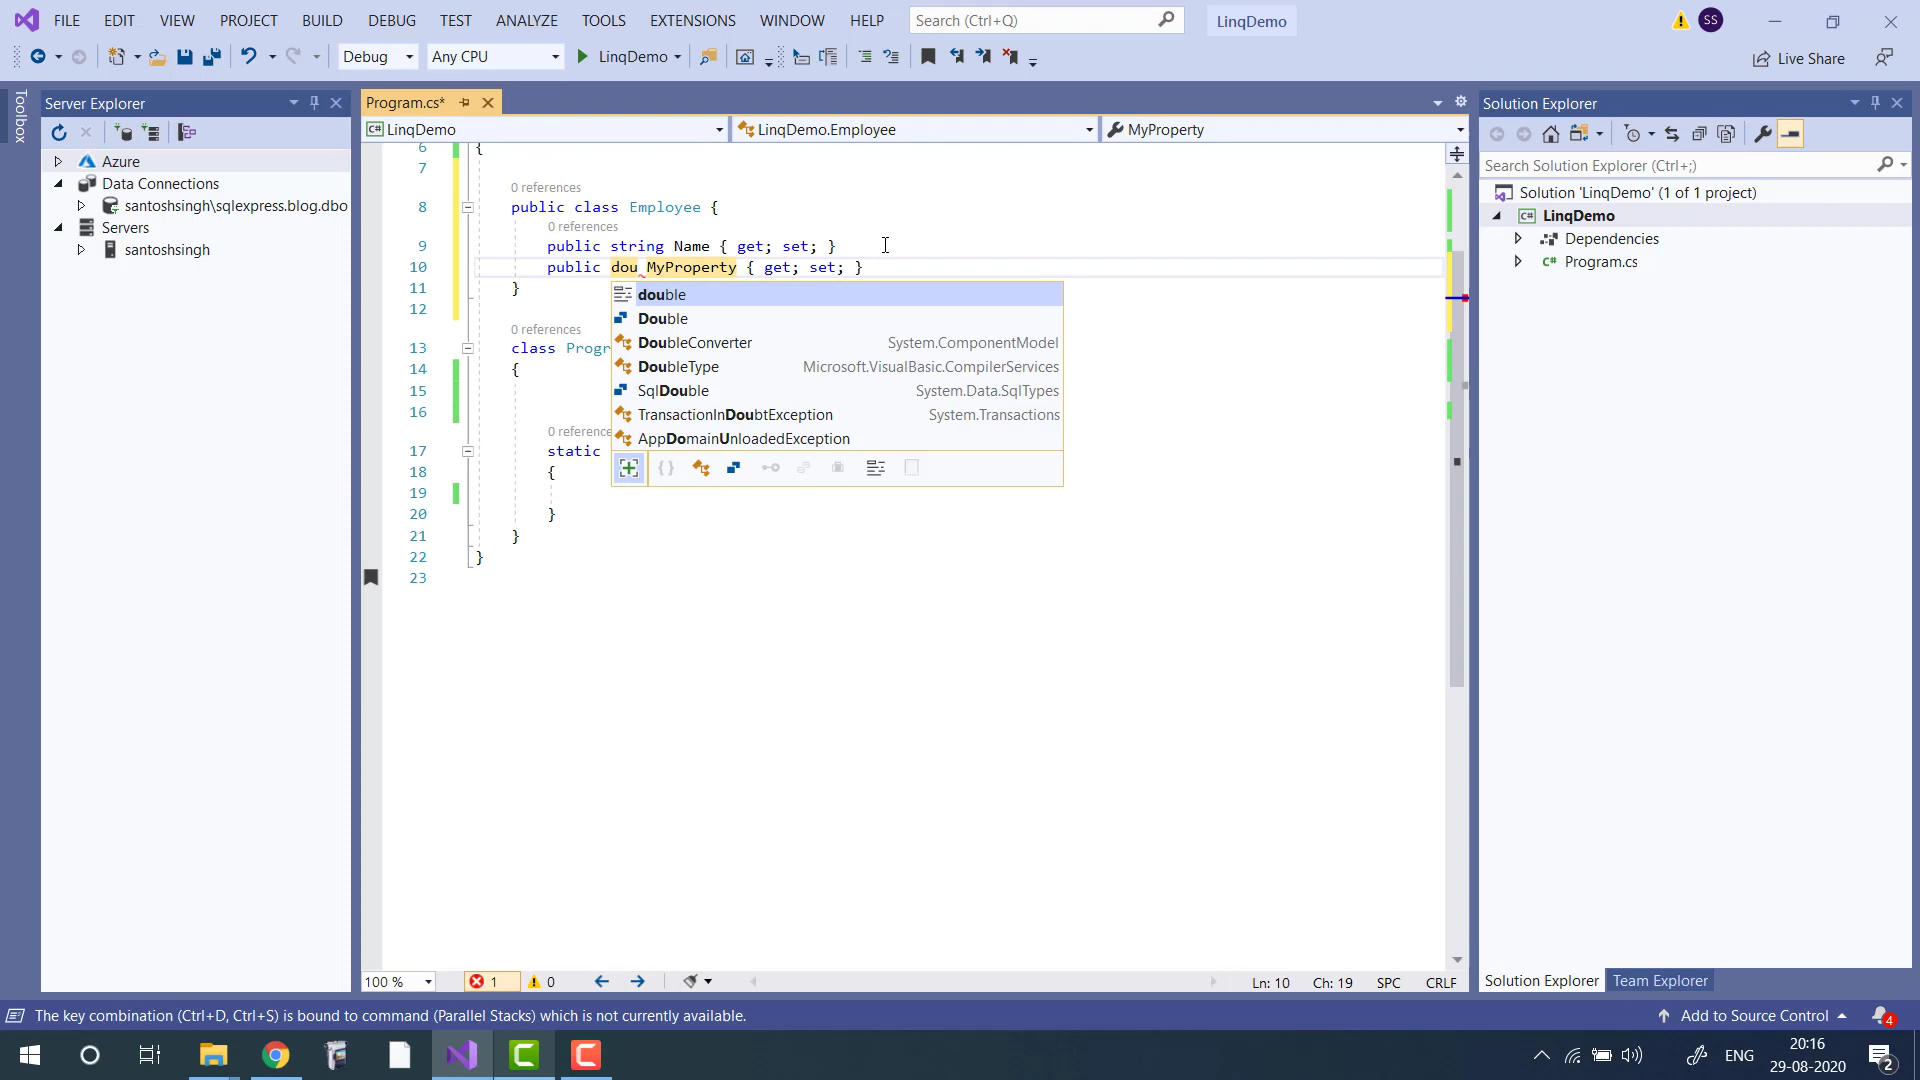 FILE EDIT VIEW PROJECT BUILD DEBUG TEST ANALYZE TOOLS EXTENSIONS WINDOW HELP Search (Ctrl+Q) LinqDemo SS
Debug Any CPU LinqDemo Live Share
Toolbox
Server Explorer
Azure
Data Connections
santoshsingh\sqlexpress.blog.dbo
Servers
santoshsingh
Program.cs*
C# LinqDemo LinqDemo.Employee MyProperty
6 {
7
0 references
8 public class Employee {
0 references
9 public string Name { get; set; }
10 public dou MyProperty { get; set; }
11 }
12
0 references
13 class Progr
14 {
15
16
0 reference
17 static
18 {
19
20 }
21 }
22 }
23
double
Double
DoubleConverter System.ComponentModel
DoubleType Microsoft.VisualBasic.CompilerServices
SqlDouble System.Data.SqlTypes
TransactionInDoubtException System.Transactions
AppDomainUnloadedException
100 % 1 0 Ln: 10 Ch: 19 SPC CRLF
Solution Explorer
Search Solution Explorer (Ctrl+;)
Solution 'LinqDemo' (1 of 1 project)
C# LinqDemo
Dependencies
C# Program.cs
Solution Explorer Team Explorer
The key combination (Ctrl+D, Ctrl+S) is bound to command (Parallel Stacks) which is not currently available. Add to Source Control 4
ENG 20:16
29-08-2020 2